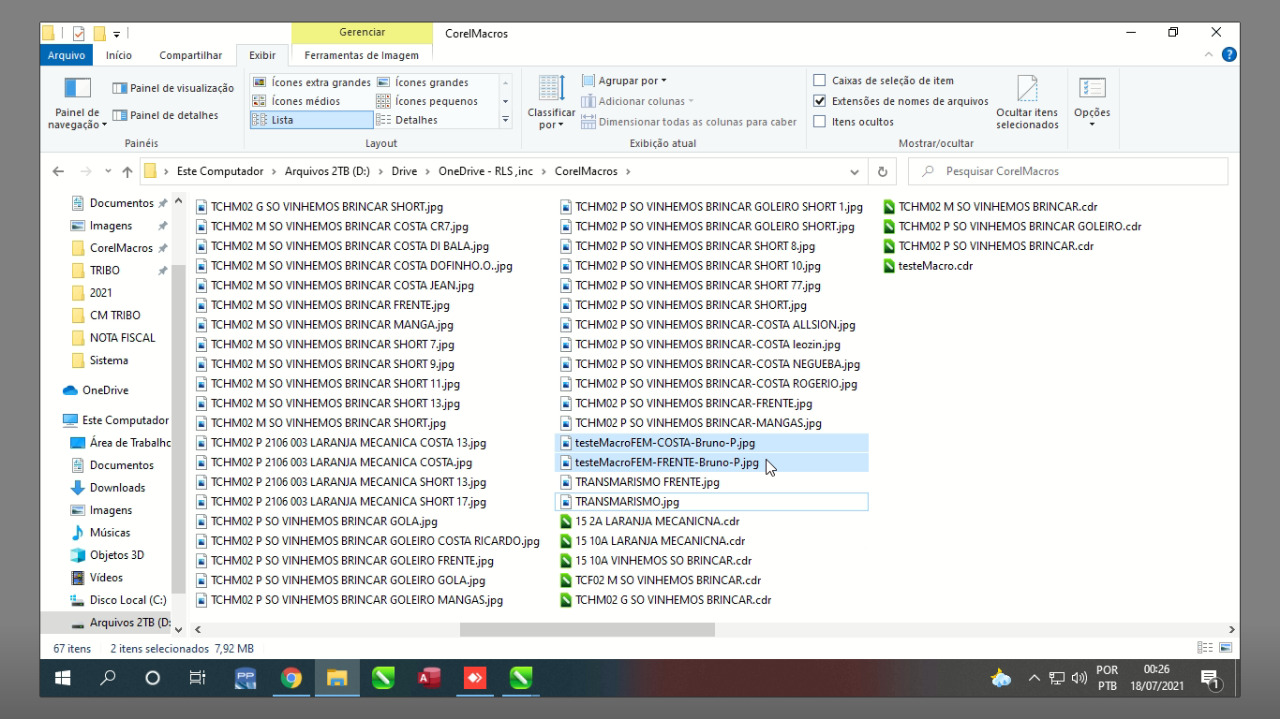 Gerenciar
CorelMacros
Arquivo
Início
Compartilhar
Exibir
Ferramentas de Imagem
Painel de navegação
Painel de visualização
Painel de detalhes
Painéis
Ícones extra grandes
Ícones grandes
Ícones médios
Ícones pequenos
Lista
Detalhes
Layout
Classificar por
Agrupar por
Adicionar colunas
Dimensionar todas as colunas para caber
Exibição atual
Caixas de seleção de item
Extensões de nomes de arquivos
Itens ocultos
Ocultar itens selecionados
Mostrar/ocultar
Opções
Este Computador > Arquivos 2TB (D:) > Drive > OneDrive - RLS,inc > CorelMacros >
Pesquisar CorelMacros
Documentos
Imagens
CorelMacros
TRIBO
2021
CM TRIBO
NOTA FISCAL
Sistema
OneDrive
Este Computador
Área de Trabalhc
Documentos
Downloads
Imagens
Músicas
Objetos 3D
Vídeos
Disco Local (C:)
Arquivos 2TB (D:
TCHM02 G SO VINHEMOS BRINCAR SHORT.jpg
TCHM02 M SO VINHEMOS BRINCAR COSTA CR7.jpg
TCHM02 M SO VINHEMOS BRINCAR COSTA DI BALA.jpg
TCHM02 M SO VINHEMOS BRINCAR COSTA DOFINHO.O..jpg
TCHM02 M SO VINHEMOS BRINCAR COSTA JEAN.jpg
TCHM02 M SO VINHEMOS BRINCAR FRENTE.jpg
TCHM02 M SO VINHEMOS BRINCAR MANGA.jpg
TCHM02 M SO VINHEMOS BRINCAR SHORT 7.jpg
TCHM02 M SO VINHEMOS BRINCAR SHORT 9.jpg
TCHM02 M SO VINHEMOS BRINCAR SHORT 11.jpg
TCHM02 M SO VINHEMOS BRINCAR SHORT 13.jpg
TCHM02 M SO VINHEMOS BRINCAR SHORT.jpg
TCHM02 P 2106 003 LARANJA MECANICA COSTA 13.jpg
TCHM02 P 2106 003 LARANJA MECANICA COSTA.jpg
TCHM02 P 2106 003 LARANJA MECANICA SHORT 13.jpg
TCHM02 P 2106 003 LARANJA MECANICA SHORT 17.jpg
TCHM02 P SO VINHEMOS BRINCAR GOLA.jpg
TCHM02 P SO VINHEMOS BRINCAR GOLEIRO COSTA RICARDO.jpg
TCHM02 P SO VINHEMOS BRINCAR GOLEIRO FRENTE.jpg
TCHM02 P SO VINHEMOS BRINCAR GOLEIRO GOLA.jpg
TCHM02 P SO VINHEMOS BRINCAR GOLEIRO MANGAS.jpg
TCHM02 P SO VINHEMOS BRINCAR GOLEIRO SHORT 1.jpg
TCHM02 P SO VINHEMOS BRINCAR GOLEIRO SHORT.jpg
TCHM02 P SO VINHEMOS BRINCAR SHORT 8.jpg
TCHM02 P SO VINHEMOS BRINCAR SHORT 10.jpg
TCHM02 P SO VINHEMOS BRINCAR SHORT 77.jpg
TCHM02 P SO VINHEMOS BRINCAR SHORT.jpg
TCHM02 P SO VINHEMOS BRINCAR-COSTA ALLSION.jpg
TCHM02 P SO VINHEMOS BRINCAR-COSTA leozin.jpg
TCHM02 P SO VINHEMOS BRINCAR-COSTA NEGUEBA.jpg
TCHM02 P SO VINHEMOS BRINCAR-COSTA ROGERIO.jpg
TCHM02 P SO VINHEMOS BRINCAR-FRENTE.jpg
TCHM02 P SO VINHEMOS BRINCAR-MANGAS.jpg
testeMacroFEM-COSTA-Bruno-P.jpg
testeMacroFEM-FRENTE-Bruno-P.jpg
TRANSMARISMO FRENTE.jpg
TRANSMARISMO.jpg
15 2A LARANJA MECANICNA.cdr
15 10A LARANJA MECANICNA.cdr
15 10A VINHEMOS SO BRINCAR.cdr
TCF02 M SO VINHEMOS BRINCAR.cdr
TCHM02 G SO VINHEMOS BRINCAR.cdr
TCHM02 M SO VINHEMOS BRINCAR.cdr
TCHM02 P SO VINHEMOS BRINCAR GOLEIRO.cdr
TCHM02 P SO VINHEMOS BRINCAR.cdr
testeMacro.cdr
67 itens
2 itens selecionados 7,92 MB
POR
PTB
00:26
18/07/2021
1